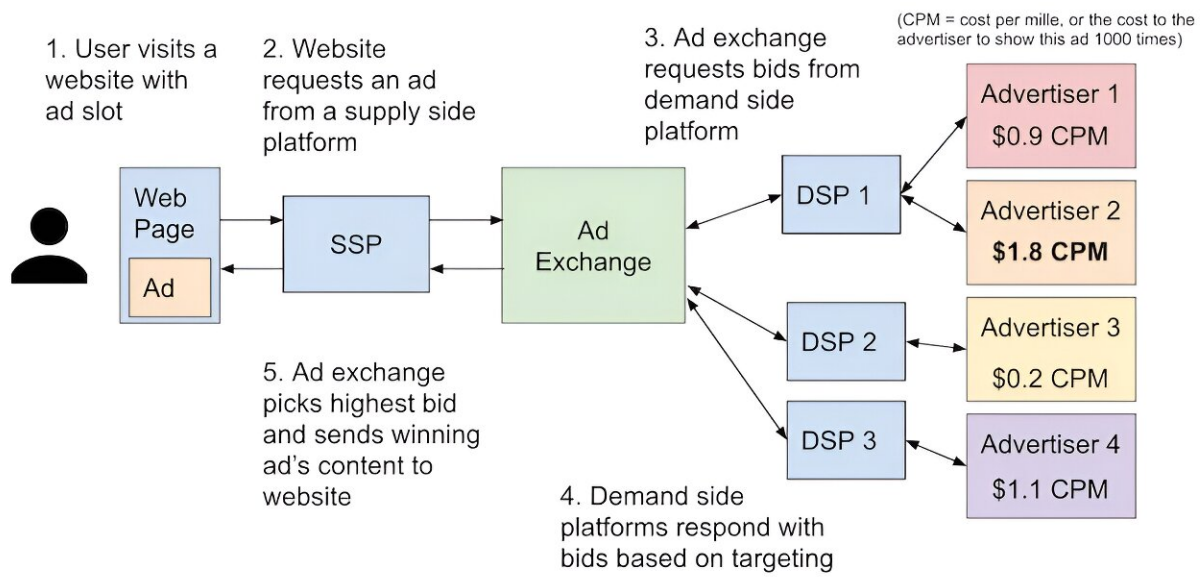 (CPM = cost per mille, or the cost to the
advertiser to show this ad 1000 times)
1. User visits a
website with
ad slot
2. Website
requests an ad
from a supply side
platform
3. Ad exchange
requests bids from
demand side
platform
Web
Page
Ad
SSP
Ad
Exchange
DSP 1
DSP 2
DSP 3
Advertiser 1
$0.9 CPM
Advertiser 2
$1.8 CPM
Advertiser 3
$0.2 CPM
Advertiser 4
$1.1 CPM
5. Ad exchange
picks highest bid
and sends winning
ad's content to
website
4. Demand side
platforms respond with
bids based on targeting